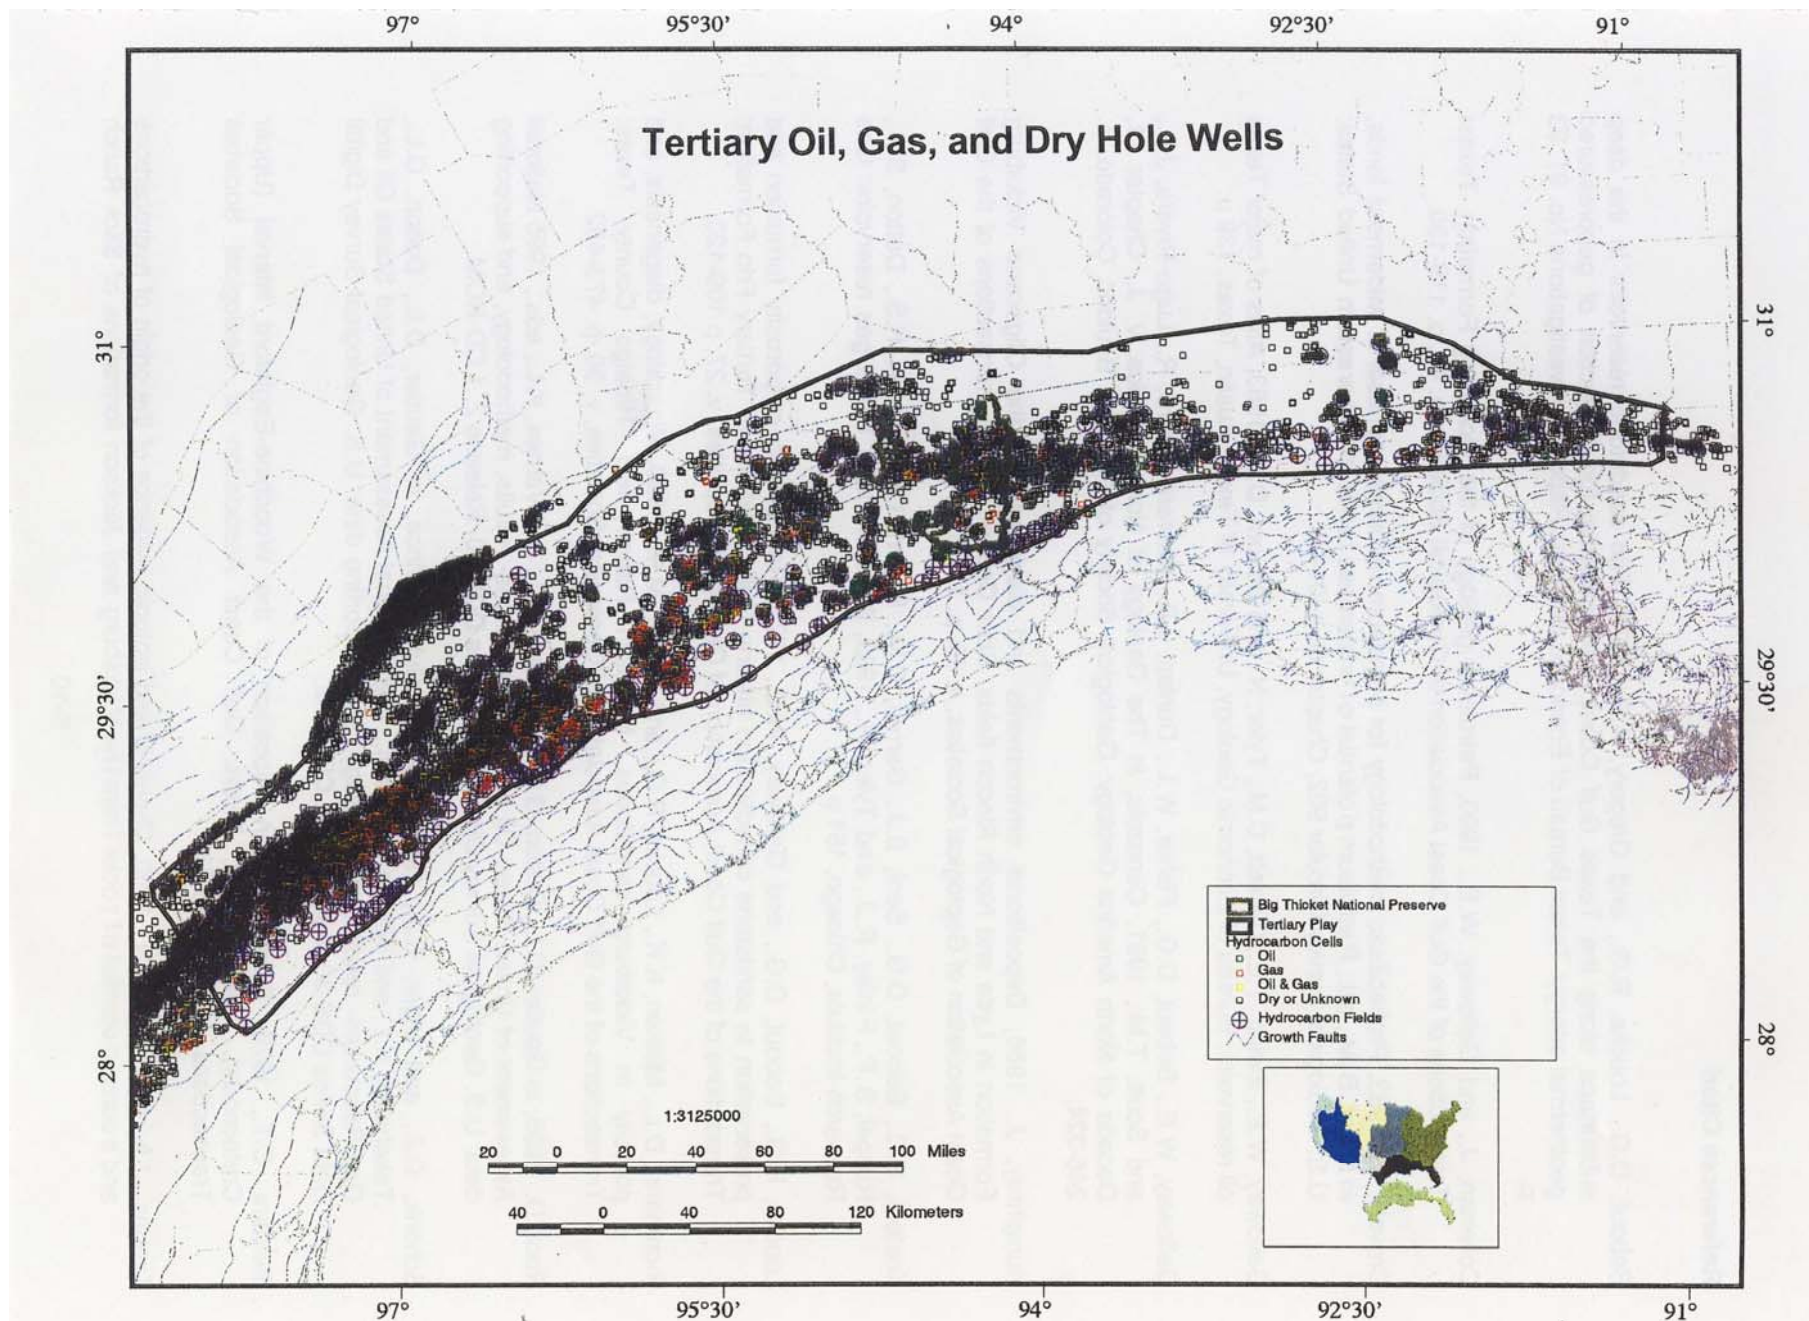 97° 95°30' 94° 92°30' 91°
Tertiary Oil, Gas, and Dry Hole Wells
31° 31°
29°30' 29°30'
28° 28°
Big Thicket National Preserve
Tertiary Play
Hydrocarbon Cells
Oil
Gas
Oil & Gas
Dry or Unknown
Hydrocarbon Fields
Growth Faults
1:3125000
20 0 20 40 60 80 100 Miles
40 0 40 80 120 Kilometers
97° 95°30' 94° 92°30' 91°